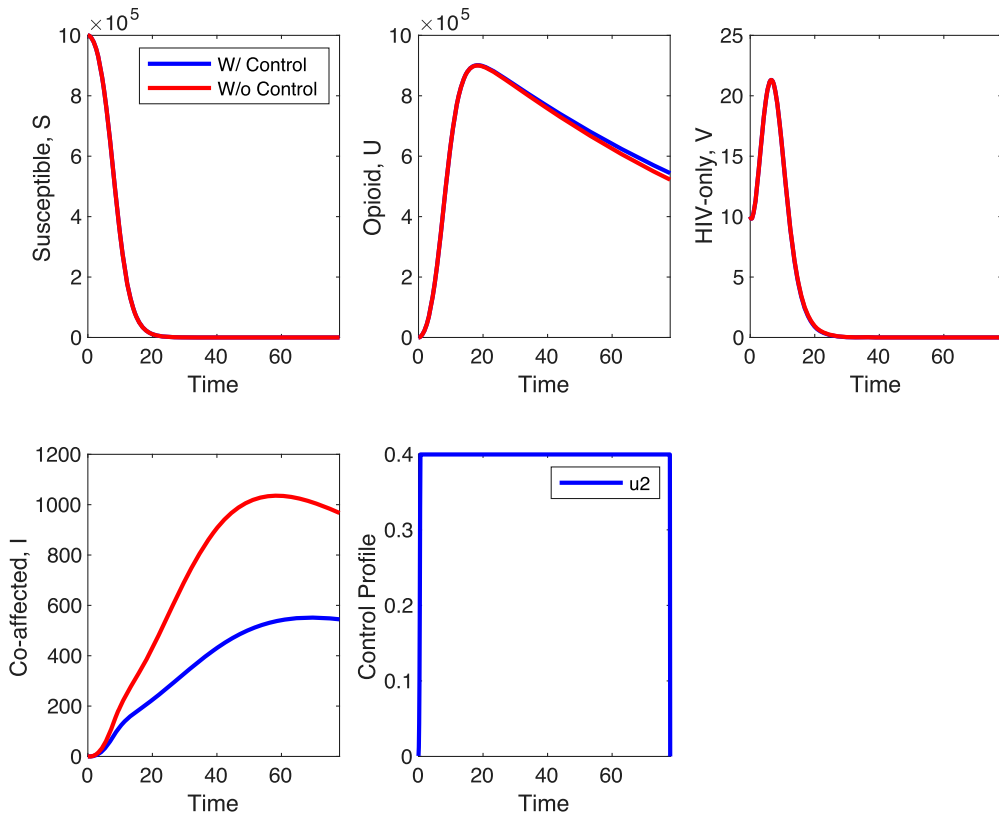 ×10^5
Susceptible, S
10
8
6
4
2
0
0 20 40 60
Time
W/ Control
W/o Control
×10^5
Opioid, U
10
8
6
4
2
0
0 20 40 60
Time
HIV-only, V
25
20
15
10
5
0
0 20 40 60
Time
Co-affected, I
1200
1000
800
600
400
200
0
0 20 40 60
Time
Control Profile
0.4
0.3
0.2
0.1
0
0 20 40 60
Time
u2